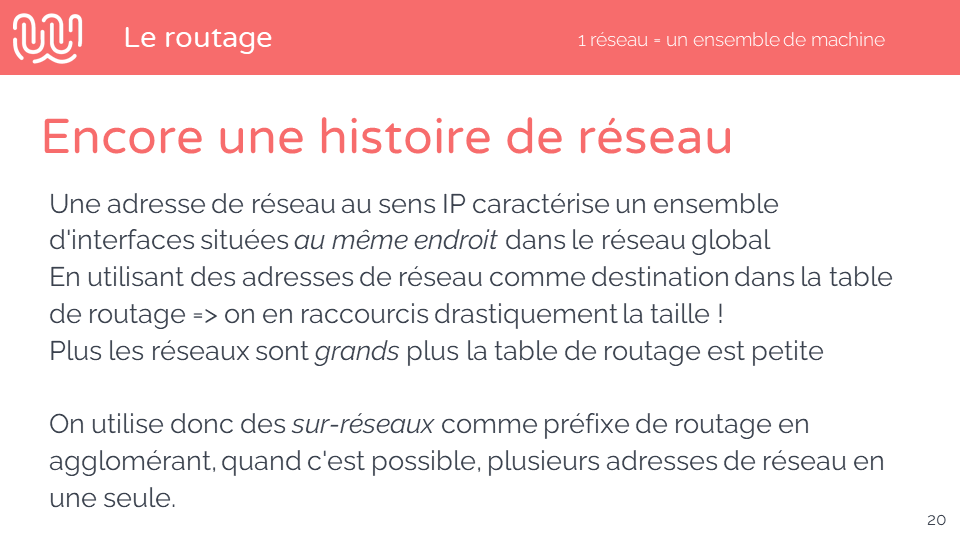 Le routage
1 réseau = un ensemble de machine
Encore une histoire de réseau
Une adresse de réseau au sens IP caractérise un ensemble
d'interfaces situées au même endroit dans le réseau global
En utilisant des adresses de réseau comme destination dans la table
de routage => on en raccourcis drastiquement la taille !
Plus les réseaux sont grands plus la table de routage est petite
On utilise donc des sur-réseaux comme préfixe de routage en
agglomérant, quand c'est possible, plusieurs adresses de réseau en
une seule.
20